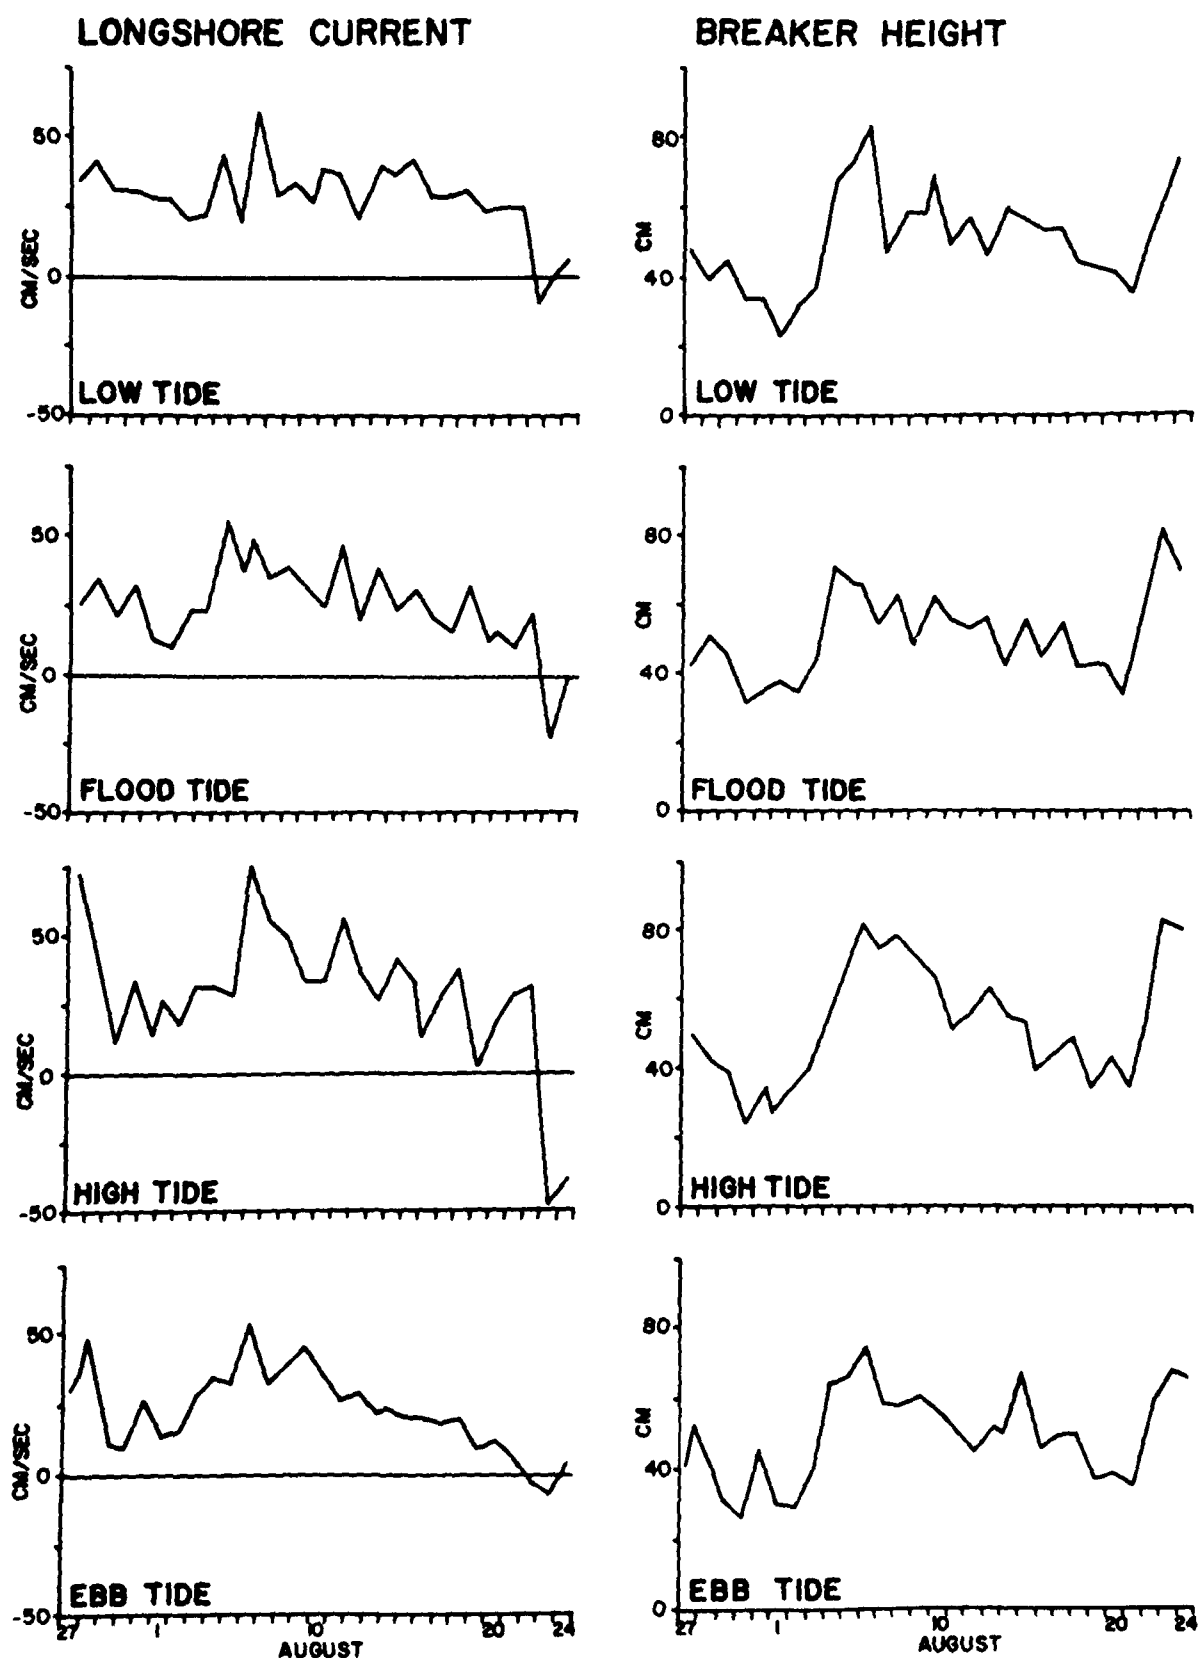 LONGSHORE CURRENT
BREAKER HEIGHT
50
0
-50
CM/SEC
LOW TIDE
80
40
0
CM
LOW TIDE
50
0
-50
CM/SEC
FLOOD TIDE
80
40
0
CM
FLOOD TIDE
50
0
-50
CM/SEC
HIGH TIDE
80
40
0
CM
HIGH TIDE
50
0
-50
CM/SEC
EBB TIDE
27 1 10 20 24
AUGUST
80
40
0
CM
EBB TIDE
27 1 10 20 24
AUGUST